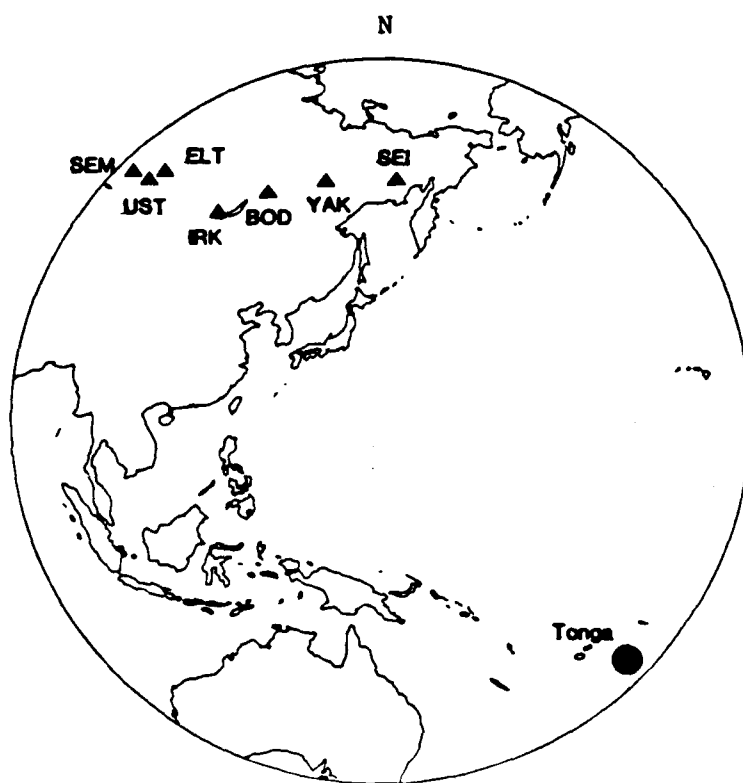 N
SEM
ELT
SEI
UST
BOD
YAK
IRK
Tonga